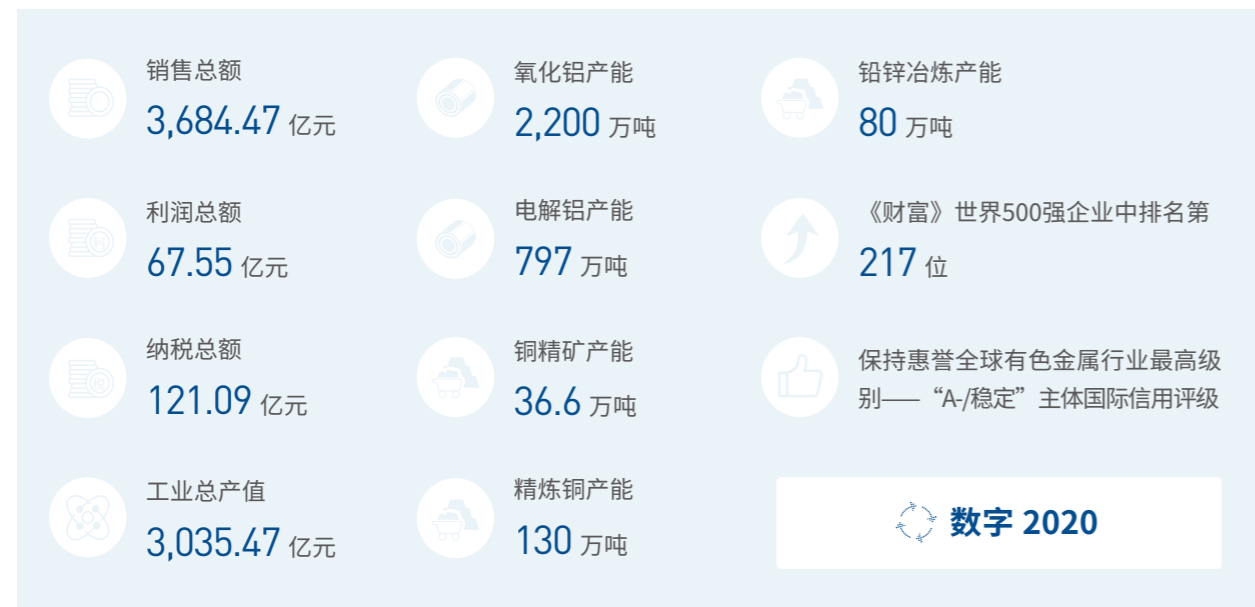 销售总额
3,684.47 亿元
利润总额
67.55 亿元
纳税总额
121.09 亿元
工业总产值
3,035.47 亿元
氧化铝产能
2,200 万吨
电解铝产能
797 万吨
铜精矿产能
36.6 万吨
精炼铜产能
130 万吨
铅锌冶炼产能
80 万吨
《财富》世界500强企业中排名第
217 位
保持惠誉全球有色金属行业最高级
别——“A-/稳定”主体国际信用评级
数字 2020